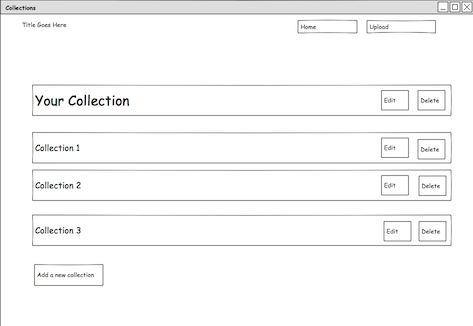 Collections
Title Goes Here
Home
Upload
Your Collection
Edit
Delete
Collection 1
Edit
Delete
Collection 2
Edit
Delete
Collection 3
Edit
Delete
Add a new collection